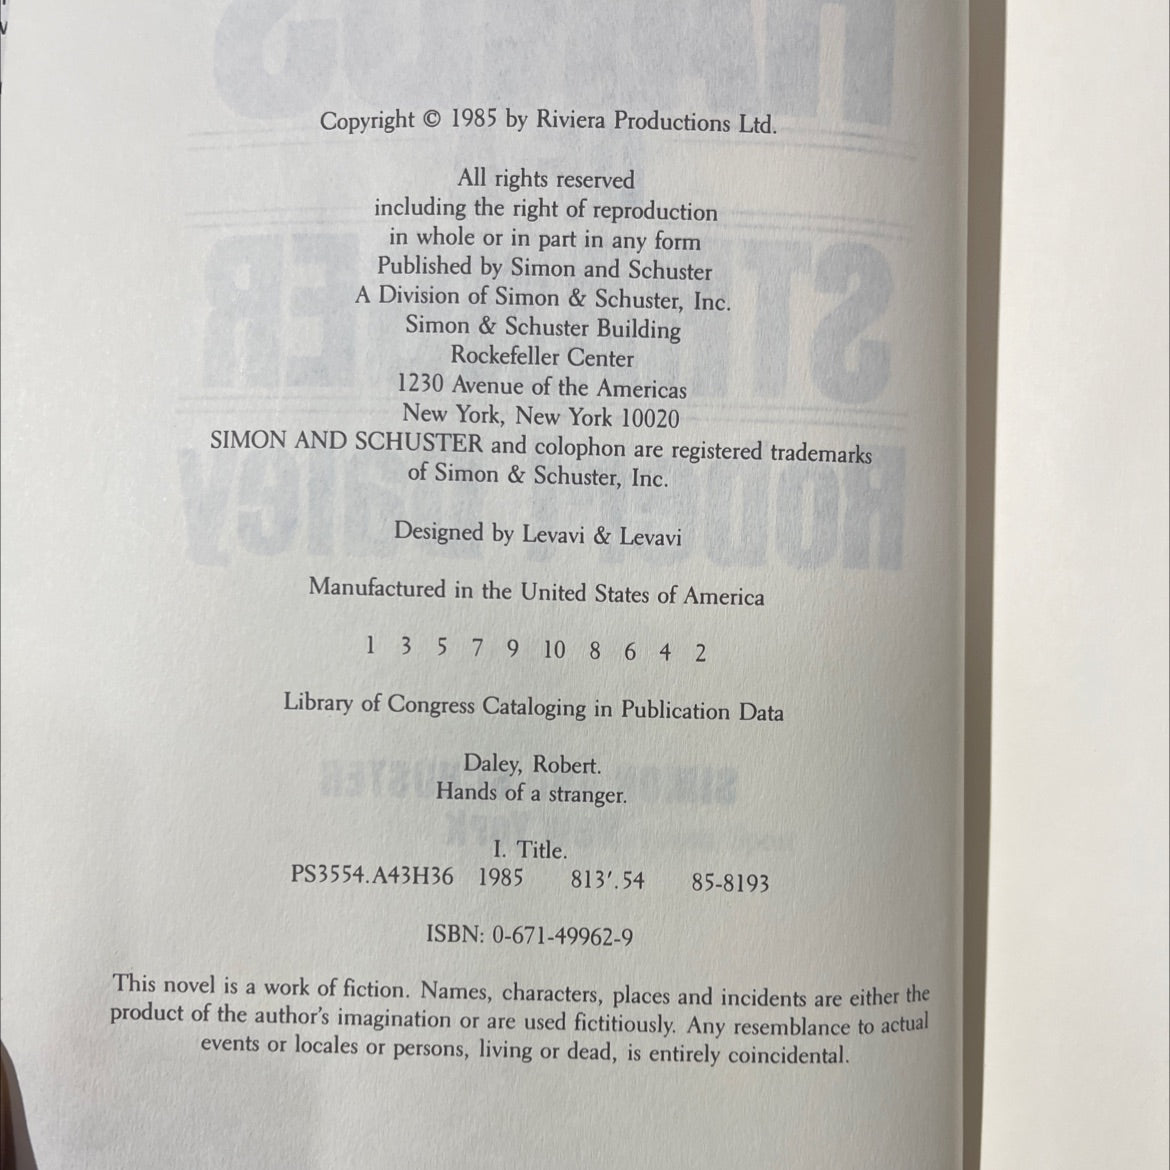 Copyright © 1985 by Riviera Productions Ltd.
All rights reserved
including the right of reproduction
in whole or in part in any form
Published by Simon and Schuster
A Division of Simon & Schuster, Inc.
Simon & Schuster Building
Rockefeller Center
1230 Avenue of the Americas
New York, New York 10020
SIMON AND SCHUSTER and colophon are registered trademarks
of Simon & Schuster, Inc.
Designed by Levavi & Levavi
Manufactured in the United States of America
1 3 5 7 9 10 8 6 4 2
Library of Congress Cataloging in Publication Data
Daley, Robert.
Hands of a stranger.
I. Title.
PS3554.A43H36 1985 813′.54 85-8193
ISBN: 0-671-49962-9
This novel is a work of fiction. Names, characters, places and incidents are either the
product of the author's imagination or are used fictitiously. Any resemblance to actual
events or locales or persons, living or dead, is entirely coincidental.